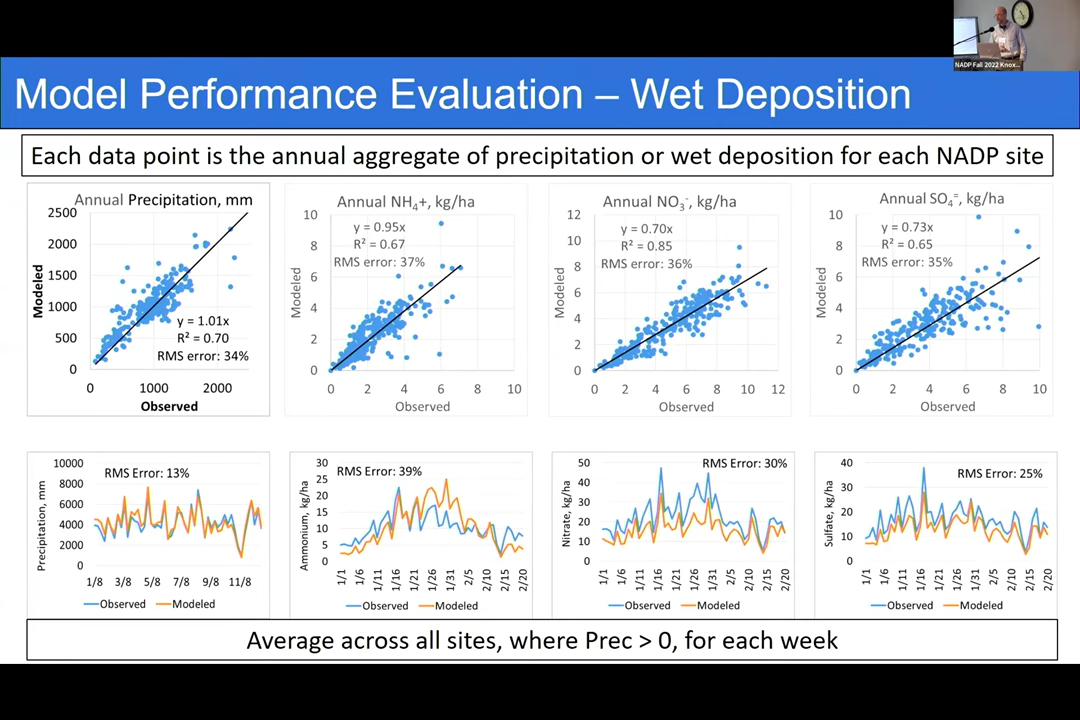 NADP Fall 2022 Knox...
Model Performance Evaluation – Wet Deposition
Each data point is the annual aggregate of precipitation or wet deposition for each NADP site
Annual Precipitation, mm
2500
2000
1500
1000
500
0
Modeled
y = 1.01x
R² = 0.70
RMS error: 34%
0 1000 2000
Observed
Annual NH₄+, kg/ha
10
8
6
4
2
0
Modeled
y = 0.95x
R² = 0.67
RMS error: 37%
0 2 4 6 8 10
Observed
Annual NO₃⁻, kg/ha
12
10
8
6
4
2
0
Modeled
y = 0.70x
R² = 0.85
RMS error: 36%
0 2 4 6 8 10 12
Observed
Annual SO₄⁼, kg/ha
10
8
6
4
2
0
Modeled
y = 0.73x
R² = 0.65
RMS error: 35%
0 2 4 6 8 10
Observed
RMS Error: 13%
10000
8000
6000
4000
2000
0
Precipitation, mm
1/8 3/8 5/8 7/8 9/8 11/8
Observed Modeled
RMS Error: 39%
30
25
20
15
10
5
0
Ammonium, kg/ha
1/1 1/6 1/11 1/16 1/21 1/26 1/31 2/5 2/10 2/15 2/20
Observed Modeled
RMS Error: 30%
50
40
30
20
10
0
Nitrate, kg/ha
1/1 1/6 1/11 1/16 1/21 1/26 1/31 2/5 2/10 2/15 2/20
Observed Modeled
RMS Error: 25%
40
30
20
10
0
Sulfate, kg/ha
1/1 1/6 1/11 1/16 1/21 1/26 1/31 2/5 2/10 2/15 2/20
Observed Modeled
Average across all sites, where Prec > 0, for each week